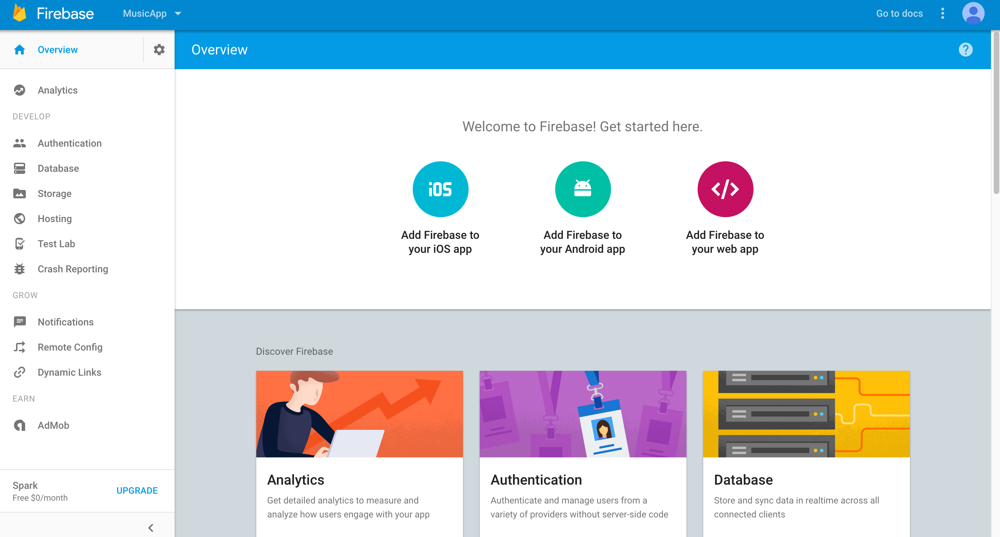 Firebase
MusicApp
Go to docs
Overview
Overview
?
Analytics
DEVELOP
Authentication
Database
Storage
Hosting
Test Lab
Crash Reporting
GROW
Notifications
Remote Config
Dynamic Links
EARN
AdMob
Spark
Free $0/month
UPGRADE
Welcome to Firebase! Get started here.
iOS
Add Firebase to
your iOS app
Add Firebase to
your Android app
</>
Add Firebase to
your web app
Discover Firebase
Analytics
Get detailed analytics to measure and
analyze how users engage with your app
Authentication
Authenticate and manage users from a
variety of providers without server-side code
Database
Store and sync data in realtime across all
connected clients